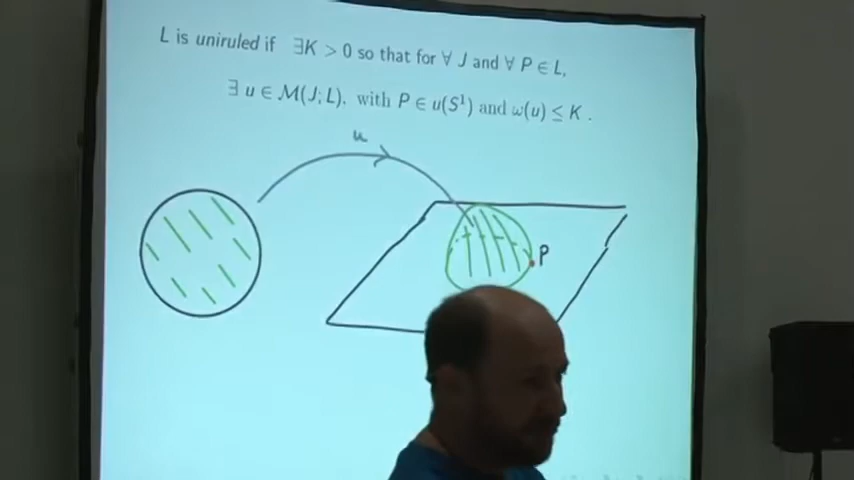 L is uniruled if ∃K > 0 so that for ∀ J and ∀ P ∈ L,
∃ u ∈ M(J; L), with P ∈ u(S¹) and ω(u) ≤ K .
u
P